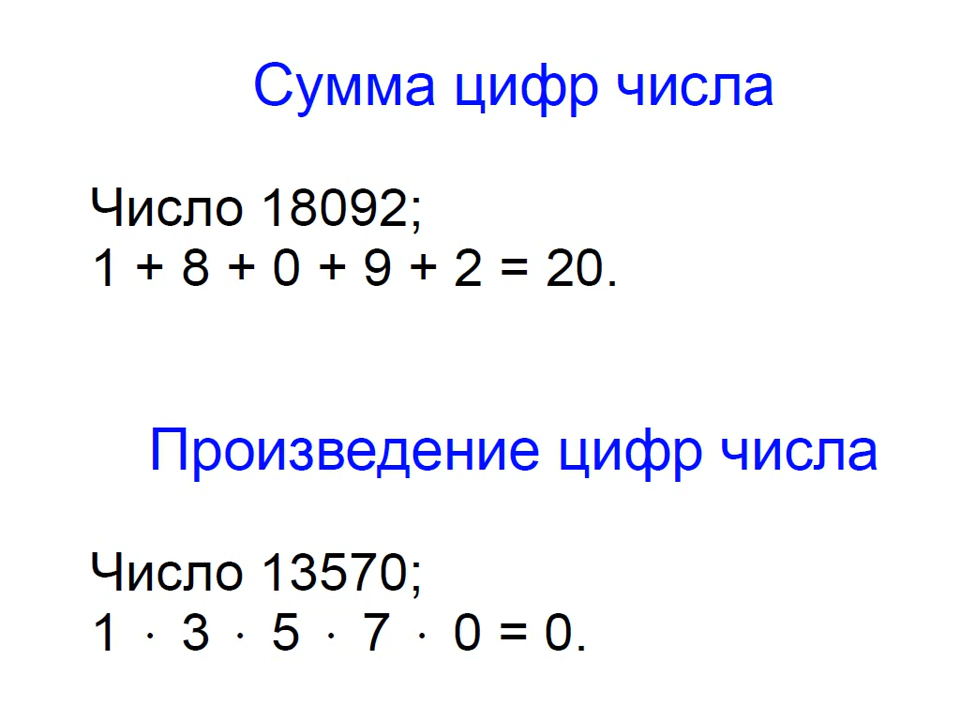 Сумма цифр числа
Число 18092;
1 + 8 + 0 + 9 + 2 = 20.
Произведение цифр числа
Число 13570;
1 · 3 · 5 · 7 · 0 = 0.